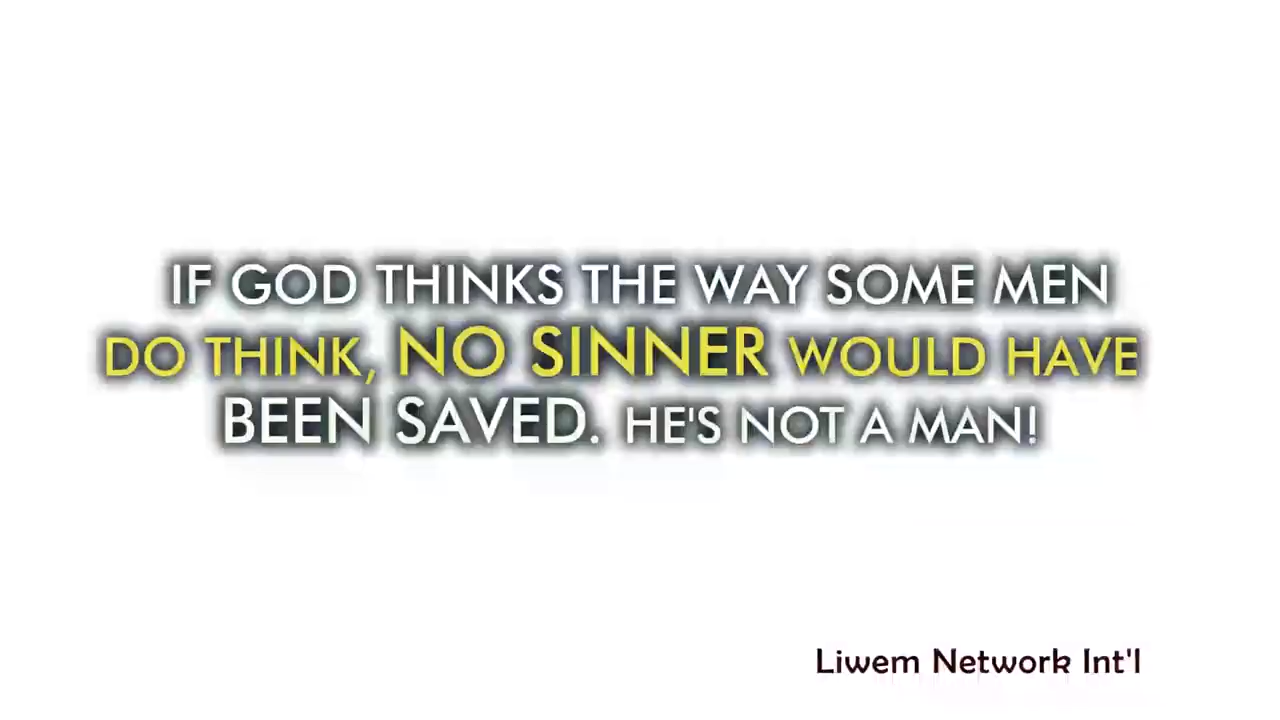 IF GOD THINKS THE WAY SOME MEN
DO THINK, NO SINNER WOULD HAVE
BEEN SAVED. HE'S NOT A MAN!
Liwem Network Int'l